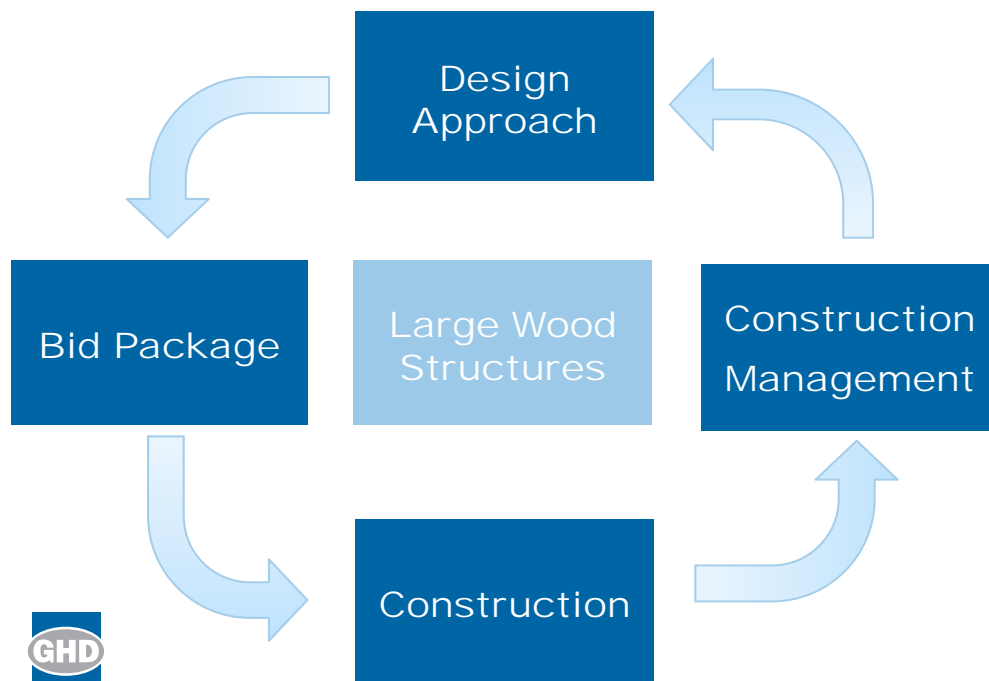 Design
Approach
Bid Package
Large Wood
Structures
Construction
Management
Construction
GHD